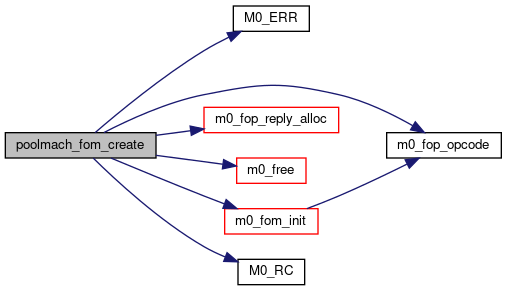 M0_ERR
m0_fop_reply_alloc
poolmach_fom_create
m0_fop_opcode
m0_free
m0_fom_init
M0_RC